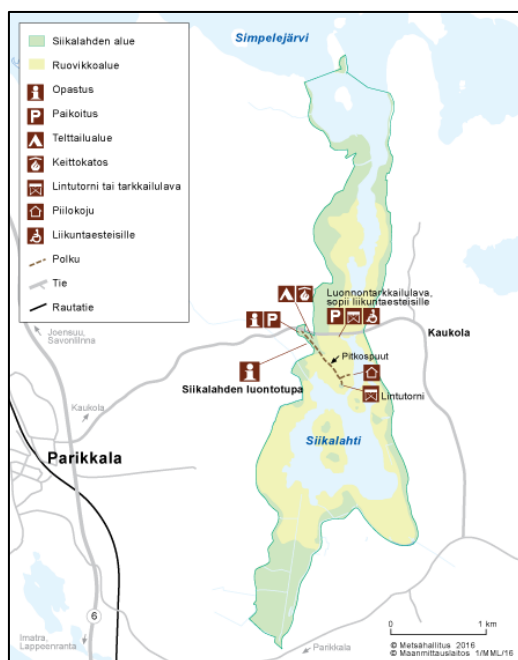 Simpelejärvi
Siikalahden alue
Ruovikkoalue
Opastus
P
Paikoitus
Telttailualue
Keittokatos
Lintutorni tai tarkkailulava
Piilokoju
Liikuntaesteisille
Polku
Tie
Rautatie
Joensuu,
Savonlinna
Luonnontarkkailulava,
sopii liikuntaesteisille
P
P
Kaukola
Pitkospuut
Siikalahden luontotupa
Lintutorni
Kaukola
Siikalahti
Parikkala
6
Imatra,
Lappeenranta
Parikkala
0 1 km
© Metsähallitus 2016
© Maanmittauslaitos 1/MML/16